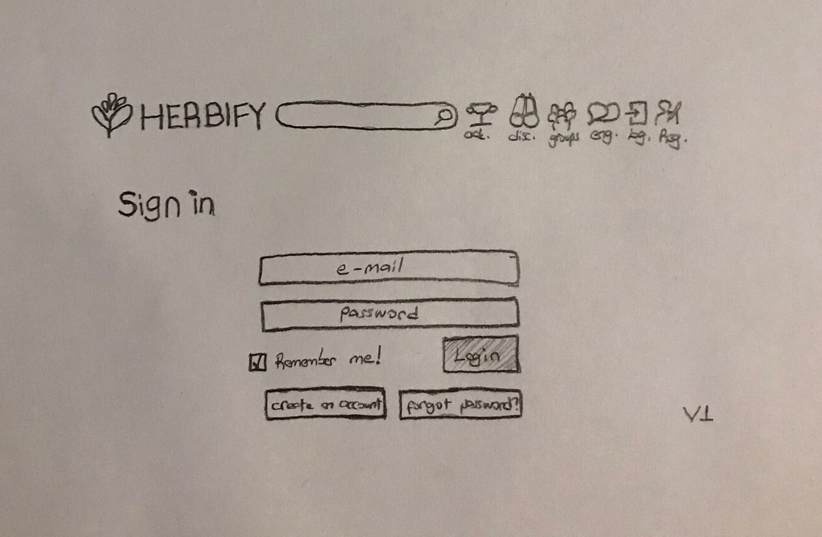 HERBIFY
act. dis. groups eng. log. Reg.
Sign in
e-mail
password
Remember me! Login
create an account forgot password?
V1